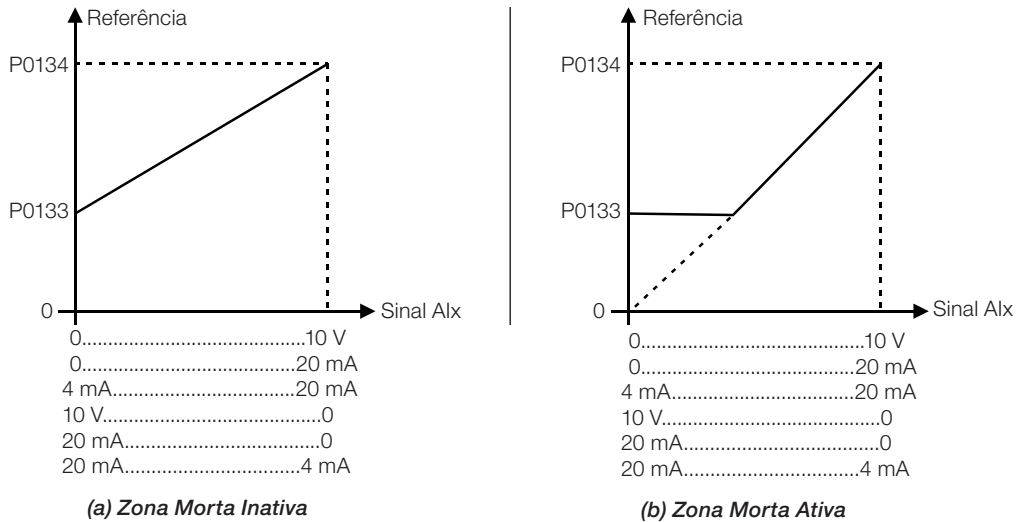 Referência
P0134
P0133
0
Sinal AIx
0.......................................10 V
0.....................................20 mA
4 mA...............................20 mA
10 V.....................................0
20 mA..................................0
20 mA..............................4 mA
(a) Zona Morta Inativa
Referência
P0134
P0133
0
Sinal AIx
0.......................................10 V
0.....................................20 mA
4 mA...............................20 mA
10 V.....................................0
20 mA..................................0
20 mA..............................4 mA
(b) Zona Morta Ativa